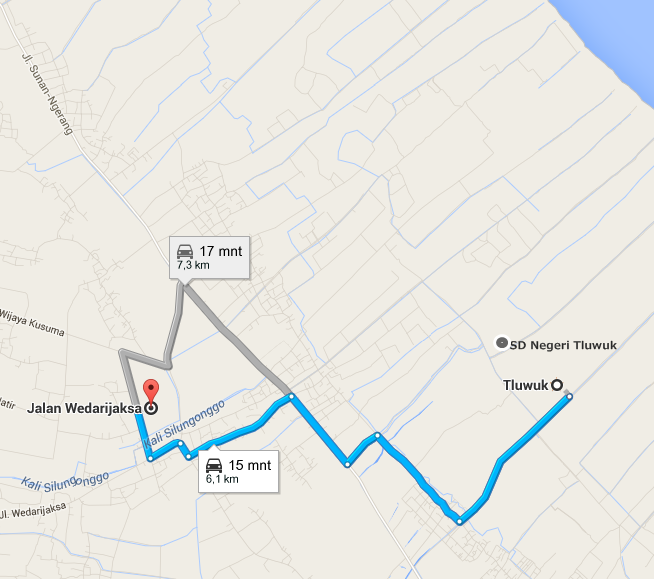 Jl. Sunan-Ngerang
17 mnt
7,3 km
Wijaya Kusuma
SD Negeri Tluwuk
Tluwuk
Jalan Wedarijaksa
Kali Silungonggo
15 mnt
6,1 km
Kali Silungonggo
Jl. Wedarijaksa